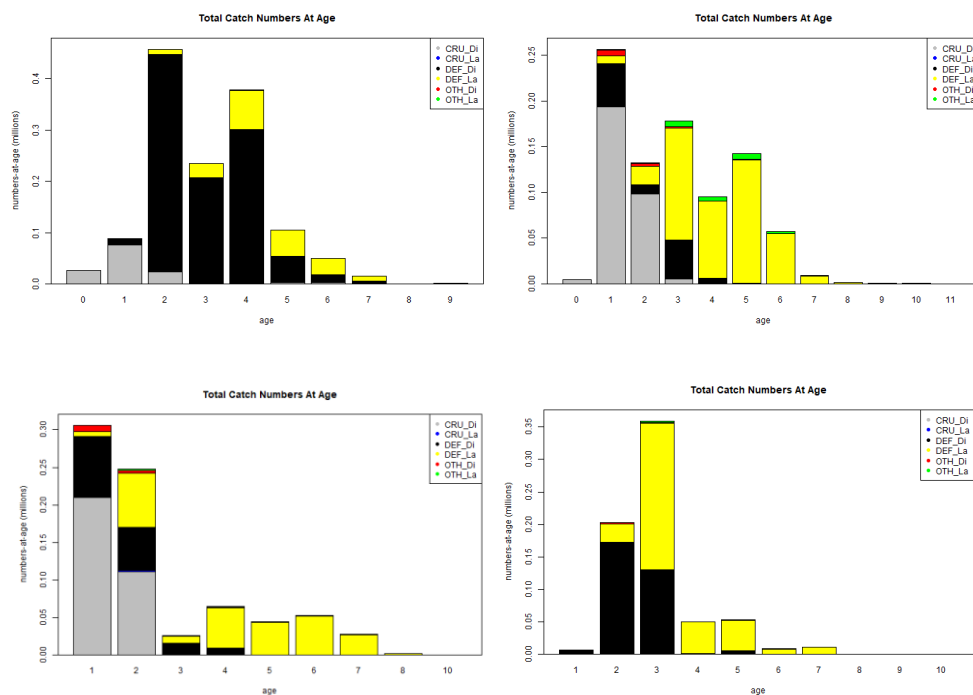 Total Catch Numbers At Age
CRU_Di
CRU_La
DEF_Di
DEF_La
OTH_Di
OTH_La
numbers-at-age (millions)
0.0 0.1 0.2 0.3 0.4
0 1 2 3 4 5 6 7 8 9
age
Total Catch Numbers At Age
CRU_Di
CRU_La
DEF_Di
DEF_La
OTH_Di
OTH_La
numbers-at-age (millions)
0.00 0.05 0.10 0.15 0.20 0.25
0 1 2 3 4 5 6 7 8 9 10 11
age
Total Catch Numbers At Age
CRU_Di
CRU_La
DEF_Di
DEF_La
OTH_Di
OTH_La
numbers-at-age (millions)
0.00 0.05 0.10 0.15 0.20 0.25 0.30
1 2 3 4 5 6 7 8 10
age
Total Catch Numbers At Age
CRU_Di
CRU_La
DEF_Di
DEF_La
OTH_Di
OTH_La
numbers-at-age (millions)
0.00 0.05 0.10 0.15 0.20 0.25 0.30 0.35
1 2 3 4 5 6 7 8 9 10
age